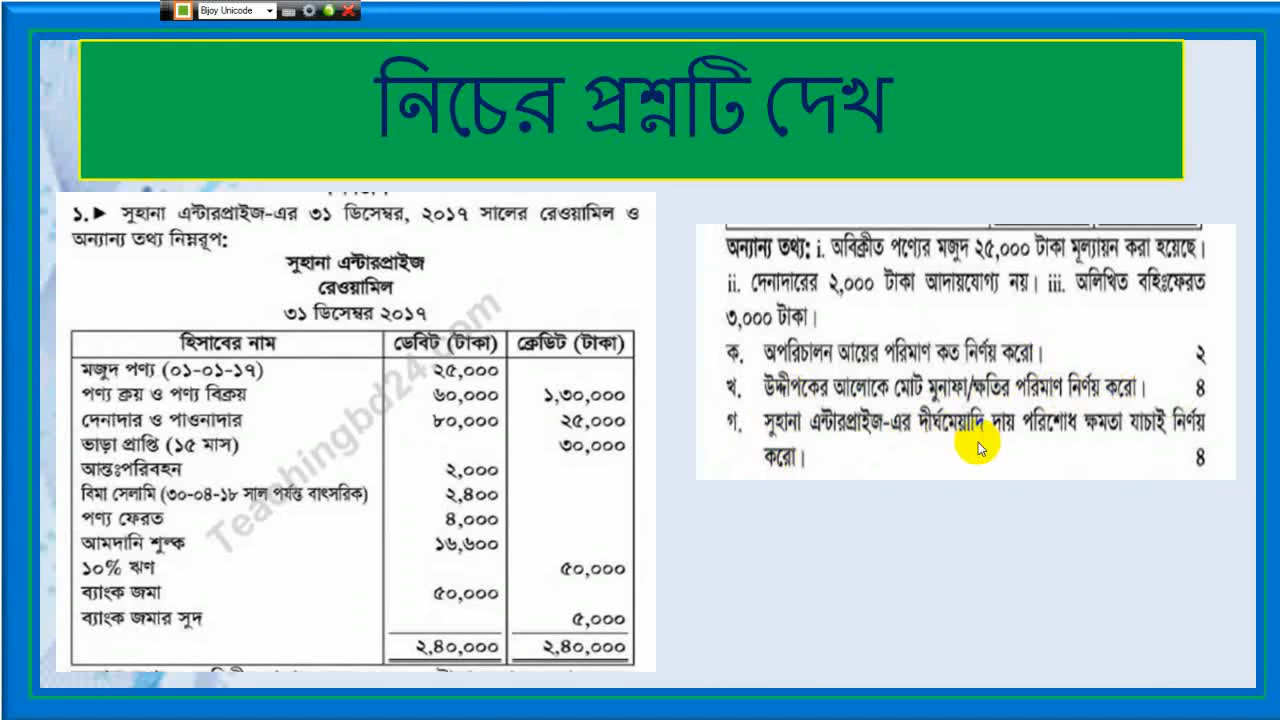 Bijoy Unicode
নিচের প্রশ্নটি দেখ
১.► সুহানা এন্টারপ্রাইজ-এর ৩১ ডিসেম্বর, ২০১৭ সালের রেওয়ামিল ও
অন্যান্য তথ্য নিম্নরূপ:
সুহানা এন্টারপ্রাইজ
রেওয়ামিল
৩১ ডিসেম্বর ২০১৭
হিসাবের নাম ডেবিট (টাকা) ক্রেডিট (টাকা)
মজুদ পণ্য (০১-০১-১৭) ২৫,০০০
পণ্য ক্রয় ও পণ্য বিক্রয় ৬০,০০০ ১,৩০,০০০
দেনাদার ও পাওনাদার ৮০,০০০ ২৫,০০০
ভাড়া প্রাপ্তি (১৫ মাস) ৩০,০০০
আন্তঃপরিবহন ২,০০০
বিমা সেলামি (৩০-০৪-১৮ সাল পর্যন্ত বাৎসরিক) ২,৪০০
পণ্য ফেরত ৪,০০০
আমদানি শুল্ক ১৬,৬০০
১০% ঋণ ৫০,০০০
ব্যাংক জমা ৫০,০০০
ব্যাংক জমার সুদ ৫,০০০
২,৪০,০০০ ২,৪০,০০০
Teachingbd24.com
অন্যান্য তথ্য: i. অবিক্রীত পণ্যের মজুদ ২৫,০০০ টাকা মূল্যায়ন করা হয়েছে।
ii. দেনাদারের ২,০০০ টাকা আদায়যোগ্য নয়। iii. অলিখিত বহিঃফেরত
৩,০০০ টাকা।
ক. অপরিচালন আয়ের পরিমাণ কত নির্ণয় করো। ২
খ. উদ্দীপকের আলোকে মোট মুনাফা/ক্ষতির পরিমাণ নির্ণয় করো। ৪
গ. সুহানা এন্টারপ্রাইজ-এর দীর্ঘমেয়াদি দায় পরিশোধ ক্ষমতা যাচাই নির্ণয়
করো। ৪